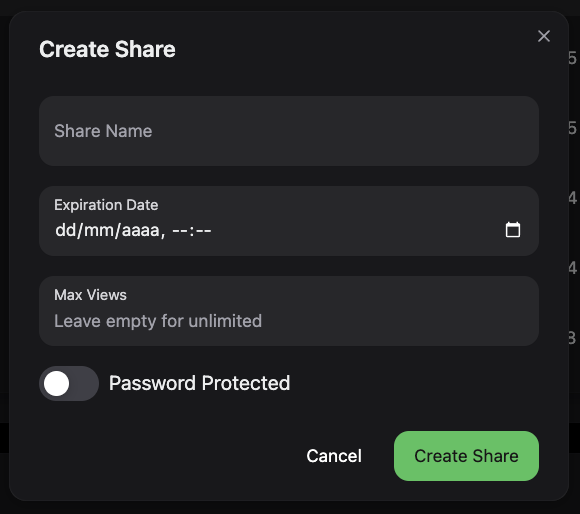 Create Share
Share Name
Expiration Date
dd/mm/aaaa, --:--
Max Views
Leave empty for unlimited
Password Protected
Cancel
Create Share
5
5
4
4
3